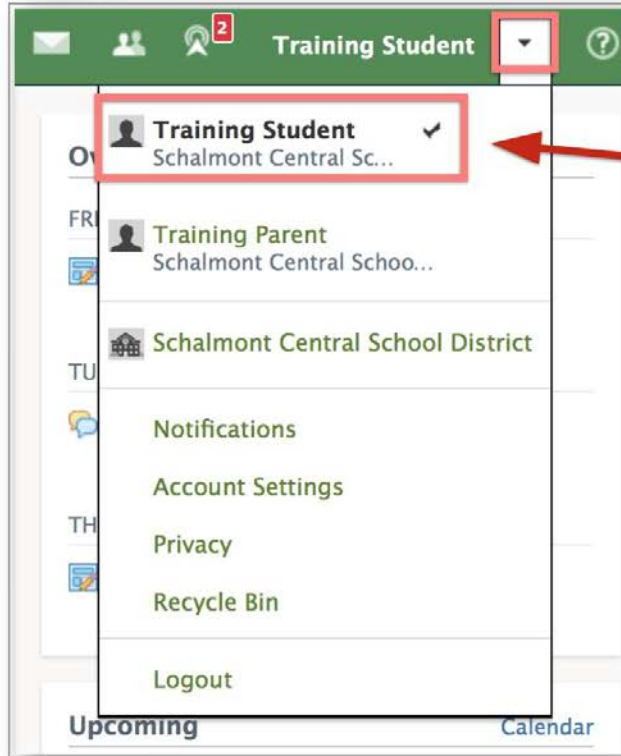 2
Training Student
Training Student
Schalmont Central Sc...
Training Parent
Schalmont Central Schoo...
Schalmont Central School District
Notifications
Account Settings
Privacy
Recycle Bin
Logout
Upcoming
Calendar